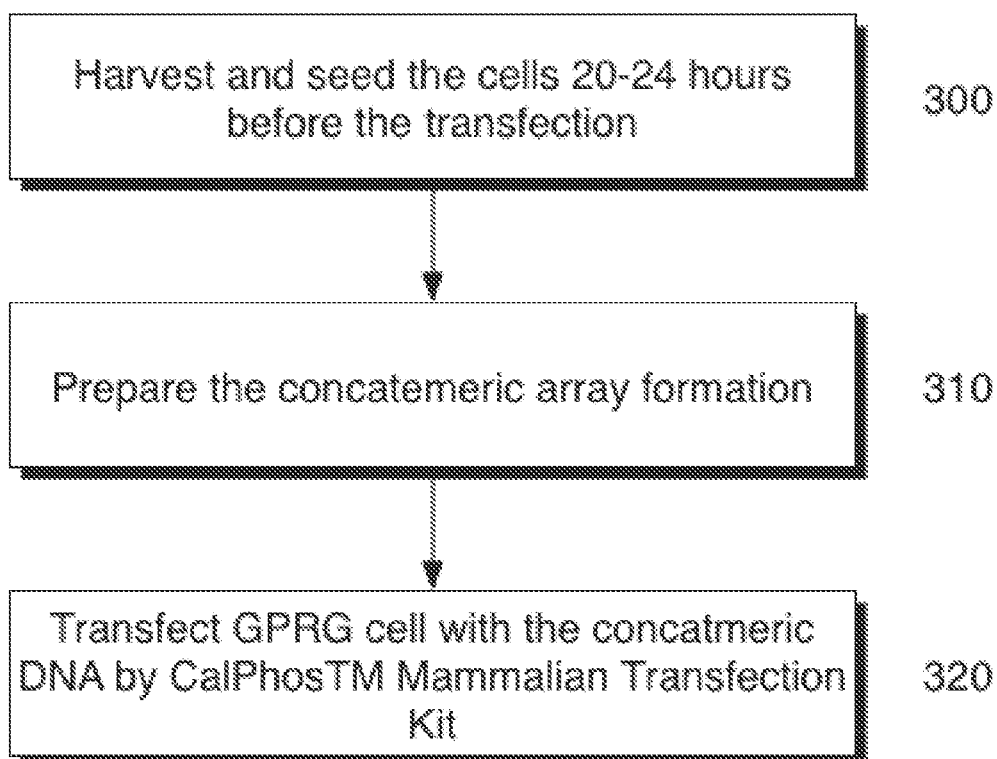 Harvest and seed the cells 20-24 hours
before the transfection
300
Prepare the concatemeric array formation
310
Transfect GPRG cell with the concatmeric
DNA by CalPhosTM Mammalian Transfection
Kit
320